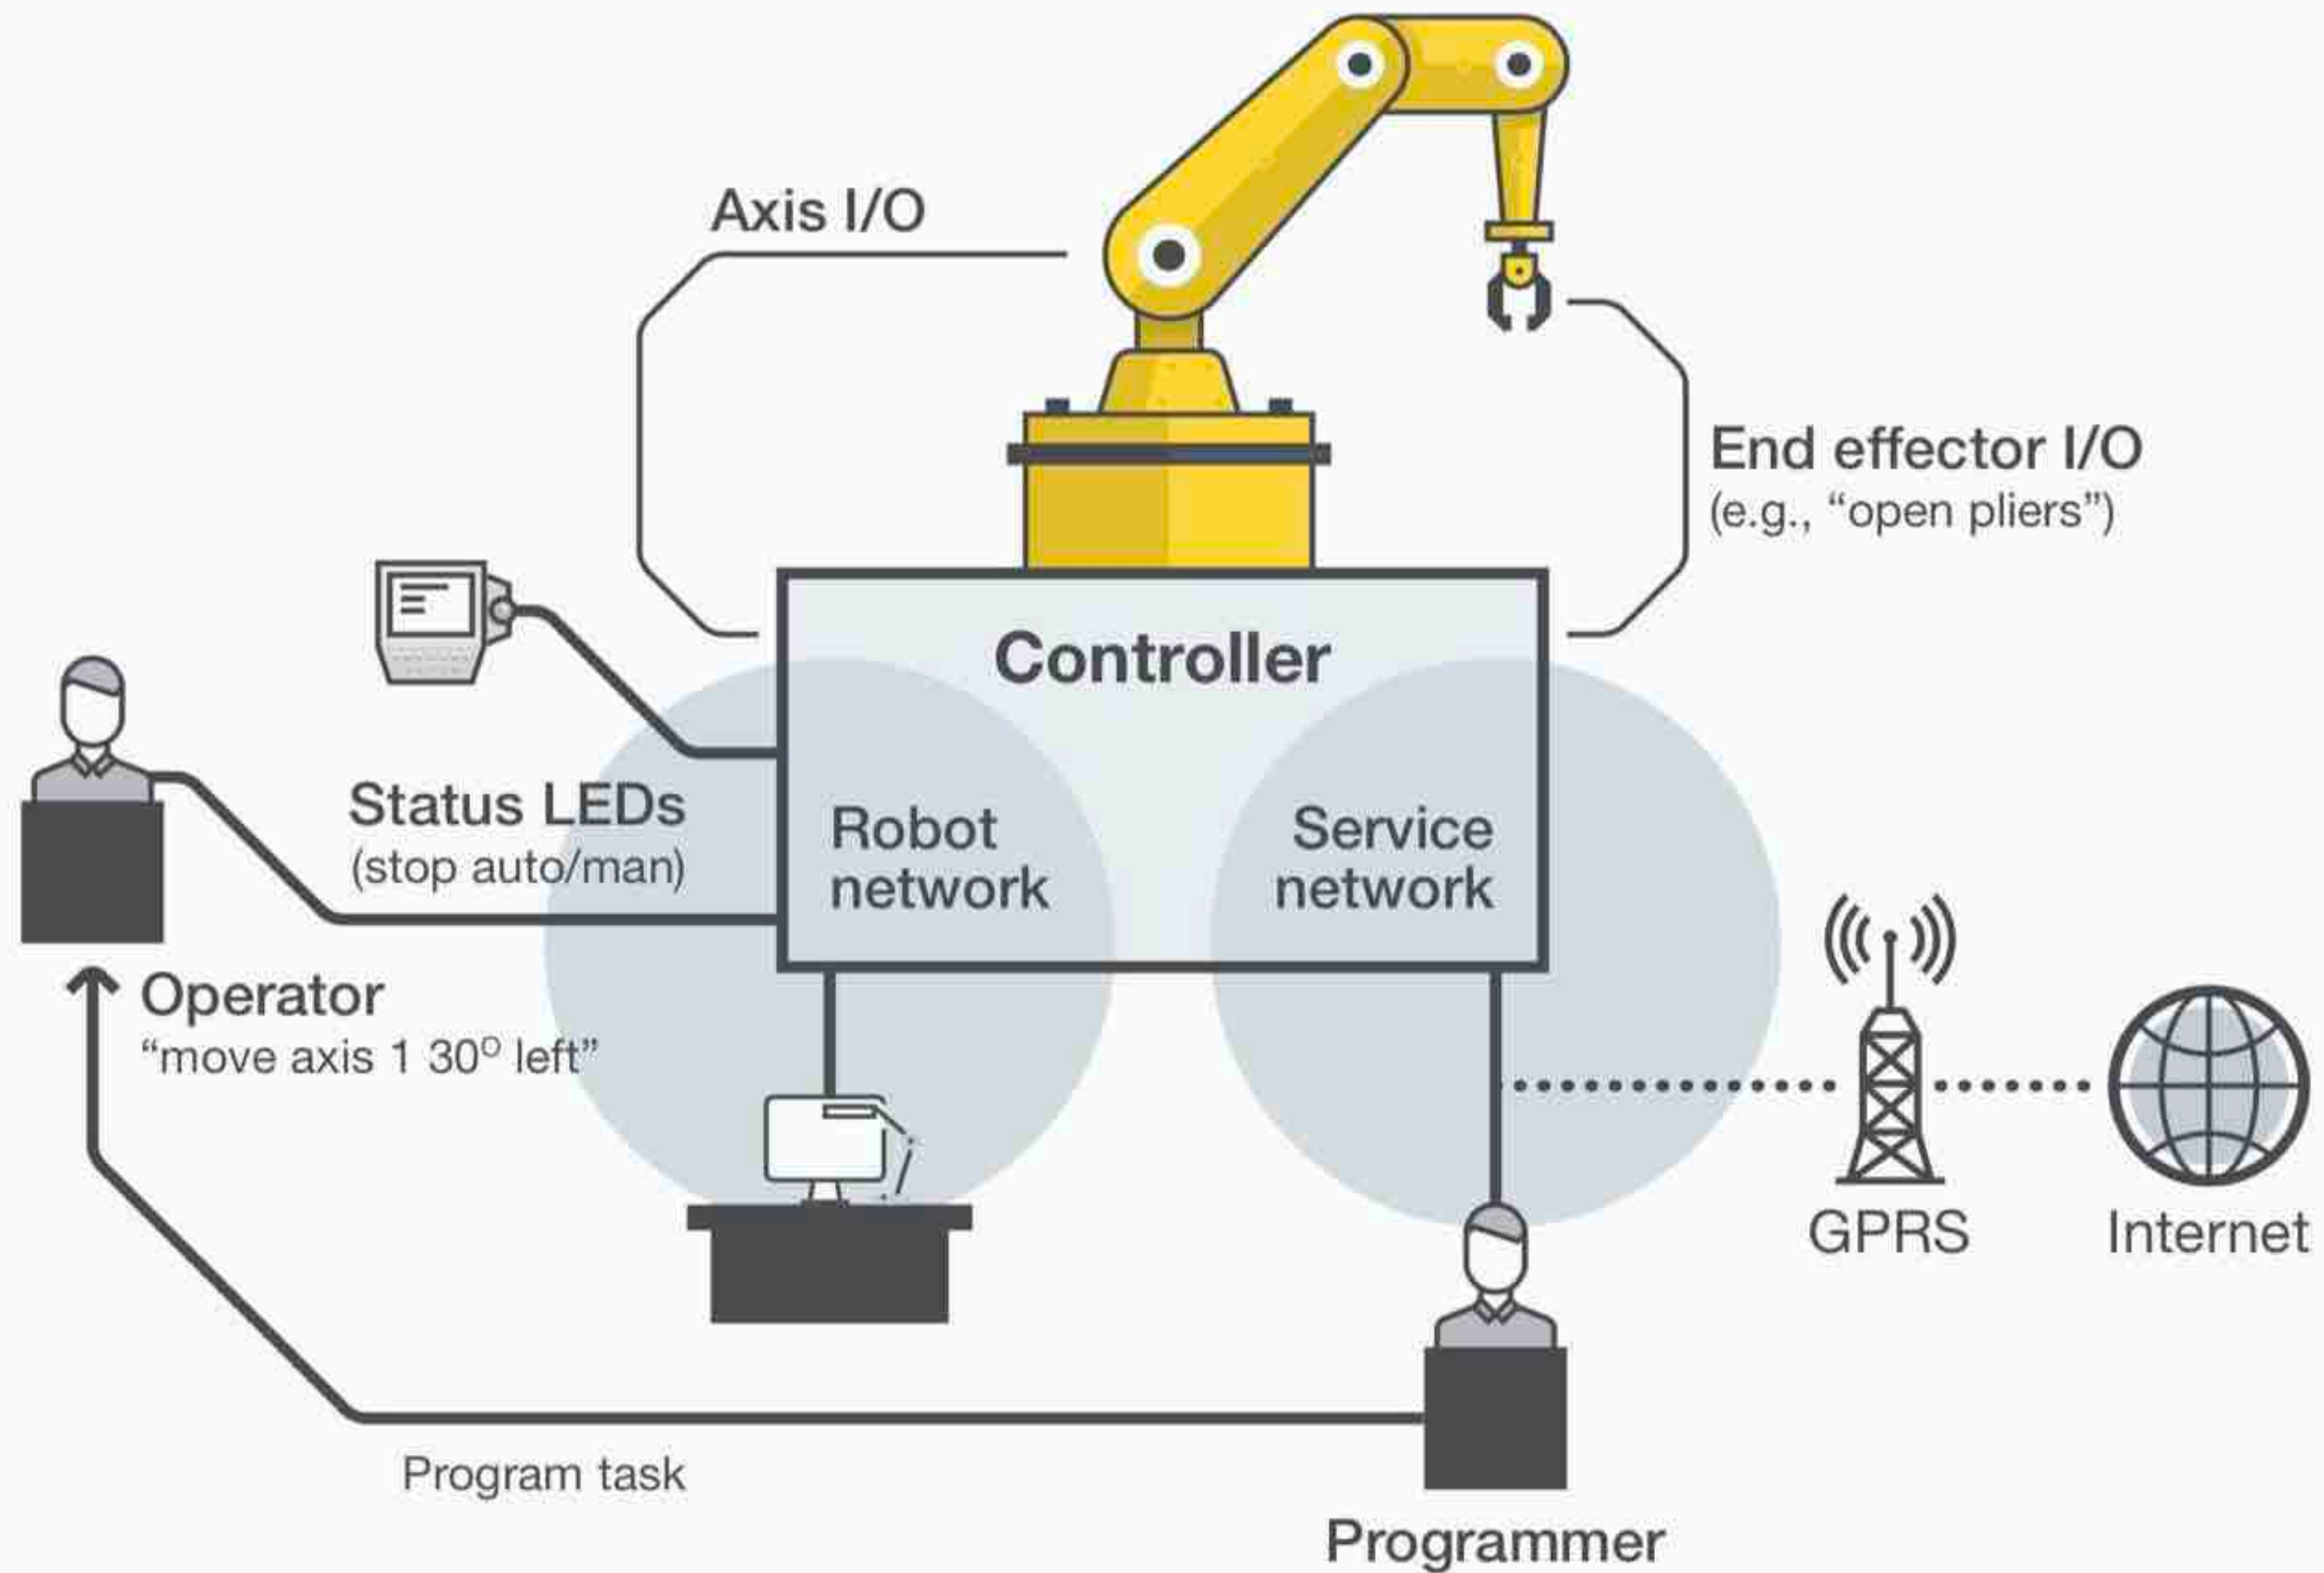 Axis I/O
End effector I/O
(e.g., “open pliers”)
Controller
Status LEDs
(stop auto/man)
Robot
network
Service
network
Operator
“move axis 1 30⁰ left”
GPRS
Internet
Program task
Programmer